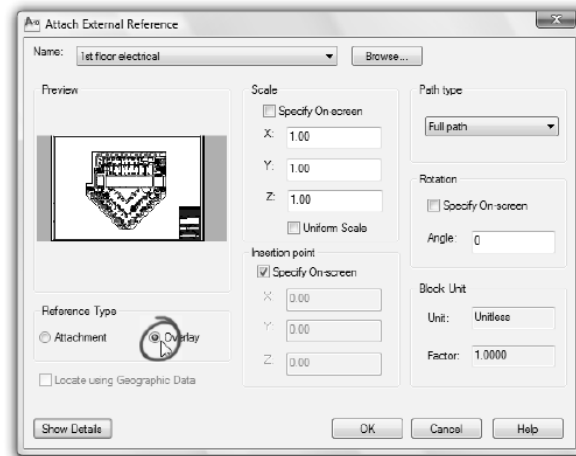 Attach External Reference
Name:
1st floor electrical
Browse...
Preview
Reference Type
Attachment
Overlay
Locate using Geographic Data
Show Details
Scale
Specify On-screen
X:
1.00
Y:
1.00
Z:
1.00
Uniform Scale
Insertion point
Specify On-screen
X:
0.00
Y:
0.00
Z:
0.00
Path type
Full path
Rotation
Specify On-screen
Angle:
0
Block Unit
Unit:
Unitless
Factor:
1.0000
OK
Cancel
Help